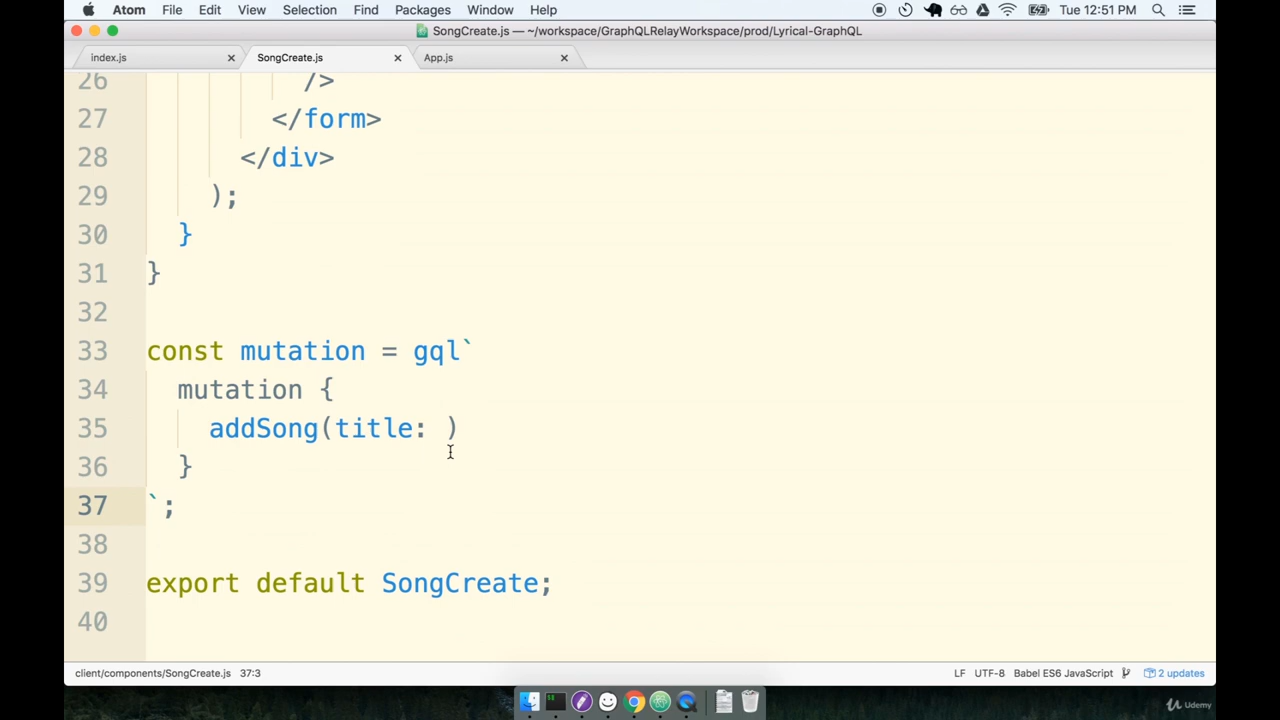 Atom File Edit View Selection Find Packages Window Help Tue 12:51 PM
SongCreate.js — ~/workspace/GraphQLRelayWorkspace/prod/Lyrical-GraphQL
index.js SongCreate.js App.js
26 />
27 </form>
28 </div>
29 );
30 }
31 }
32
33 const mutation = gql`
34 mutation {
35 addSong(title: )
36 }
37 `;
38
39 export default SongCreate;
40
client/components/SongCreate.js 37:3 LF UTF-8 Babel ES6 JavaScript 2 updates
Udemy